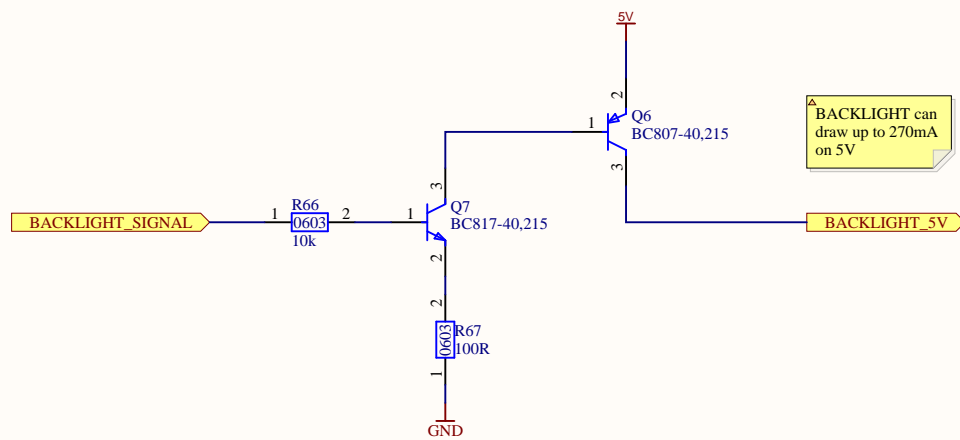 5V
2
1
Q6
BC807-40,215
3
BACKLIGHT can
draw up to 270mA
on 5V
BACKLIGHT_SIGNAL
1
R66
0603
10k
2
1
3
Q7
BC817-40,215
2
BACKLIGHT_5V
2
R67
0603
100R
1
GND